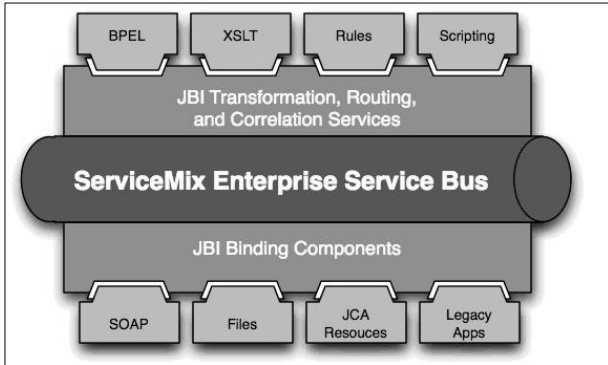 BPEL
XSLT
Rules
Scripting
JBI Transformation, Routing,
and Correlation Services
ServiceMix Enterprise Service Bus
JBI Binding Components
SOAP
Files
JCA
Resouces
Legacy
Apps